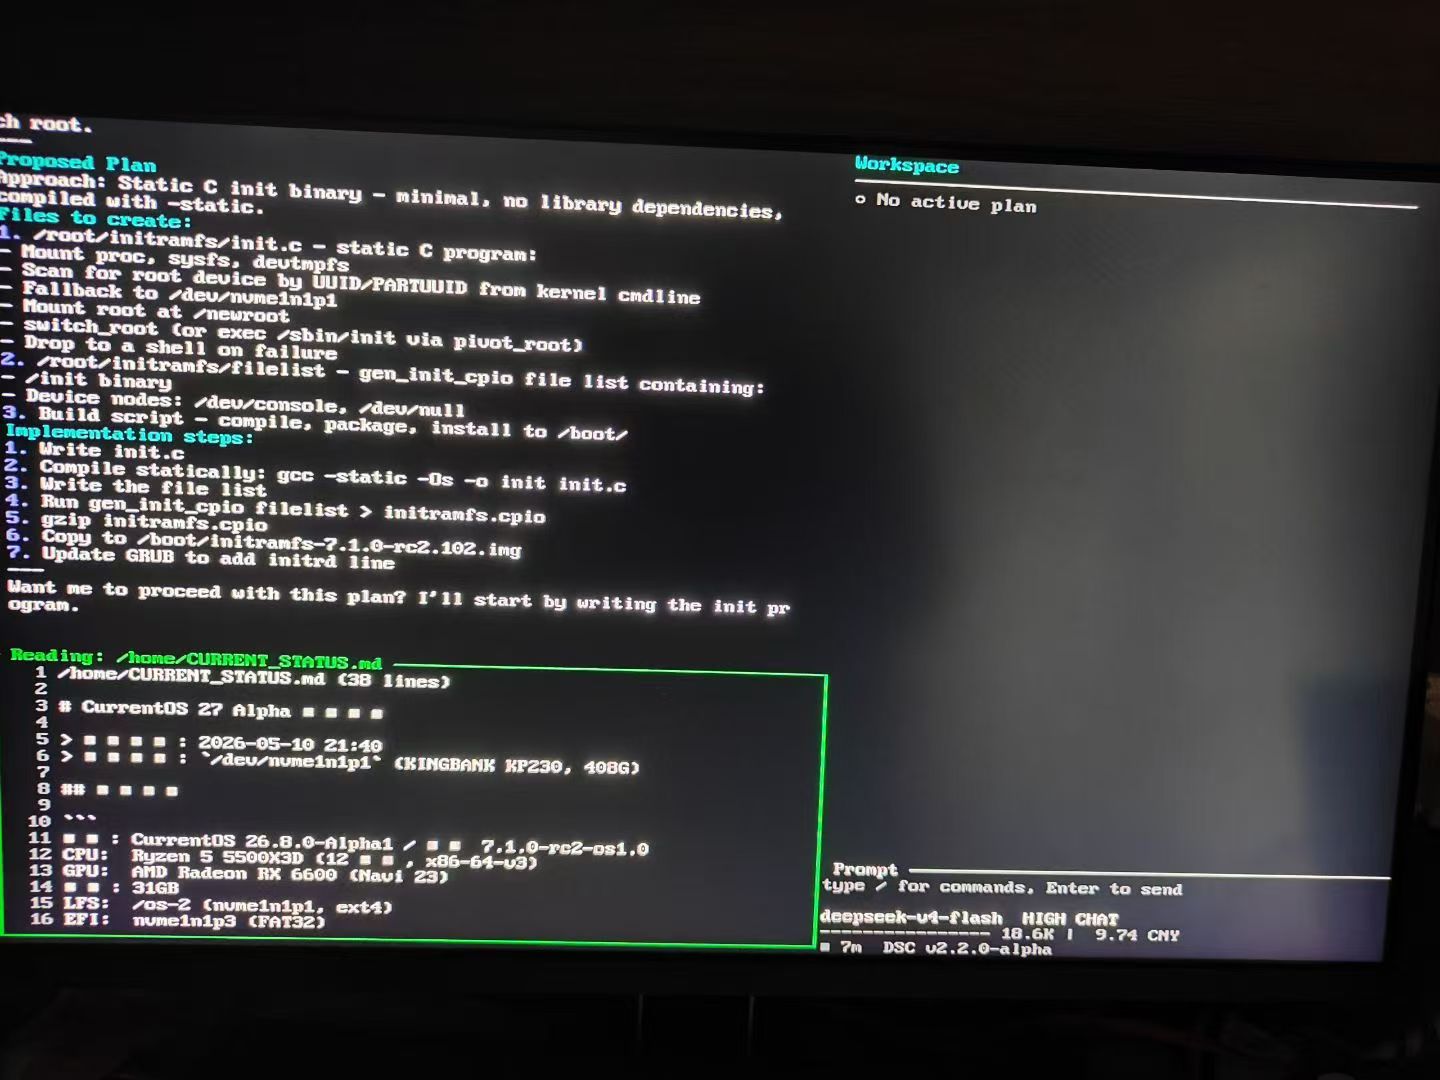 ch root.
Proposed Plan
Approach: Static C init binary - minimal, no library dependencies,
compiled with -static.
Files to create:
1. /root/initramfs/init.c - static C program:
- Mount proc, sysfs, devtmpfs
- Scan for root device by UUID/PARTUUID from kernel cmdline
- Fallback to /dev/nvme1n1p1
- Mount root at /newroot
- switch_root (or exec /sbin/init via pivot_root)
- Drop to a shell on failure
2. /root/initramfs/filelist - gen_init_cpio file list containing:
- /init binary
- Device nodes: /dev/console, /dev/null
3. Build script - compile, package, install to /boot/
Implementation steps:
1. Write init.c
2. Compile statically: gcc -static -Os -o init init.c
3. Write the file list
4. Run gen_init_cpio filelist > initramfs.cpio
5. gzip initramfs.cpio
6. Copy to /boot/initramfs-7.1.0-rc2.102.img
7. Update GRUB to add initrd line
Want me to proceed with this plan? I'll start by writing the init pr
ogram.
Reading: /home/CURRENT_STATUS.md
1 /home/CURRENT_STATUS.md (38 lines)
2
3 # CurrentOS 27 Alpha ■ ■ ■ ■
4
5 > ■ ■ ■ ■ : 2026-05-10 21:40
6 > ■ ■ ■ ■ : `/dev/nvme1n1p1` (KINGBANK KP230, 408G)
7
8 ## ■ ■ ■ ■
9
10 ```
11 ■ ■ : CurrentOS 26.8.0-Alpha1 / ■ ■ 7.1.0-rc2-os1.0
12 CPU: Ryzen 5 5500X3D (12 ■ ■ , x86-64-v3)
13 GPU: AMD Radeon RX 6600 (Navi 23)
14 ■ ■ : 31GB
15 LFS: /os-2 (nvme1n1p1, ext4)
16 EFI: nvme1n1p3 (FAT32)
Workspace
o No active plan
Prompt
type / for commands, Enter to send
deepseek-v4-flash HIGH CHAT
---------------- 18.6K | 9.74 CNY
■ 7m DSC v2.2.0-alpha